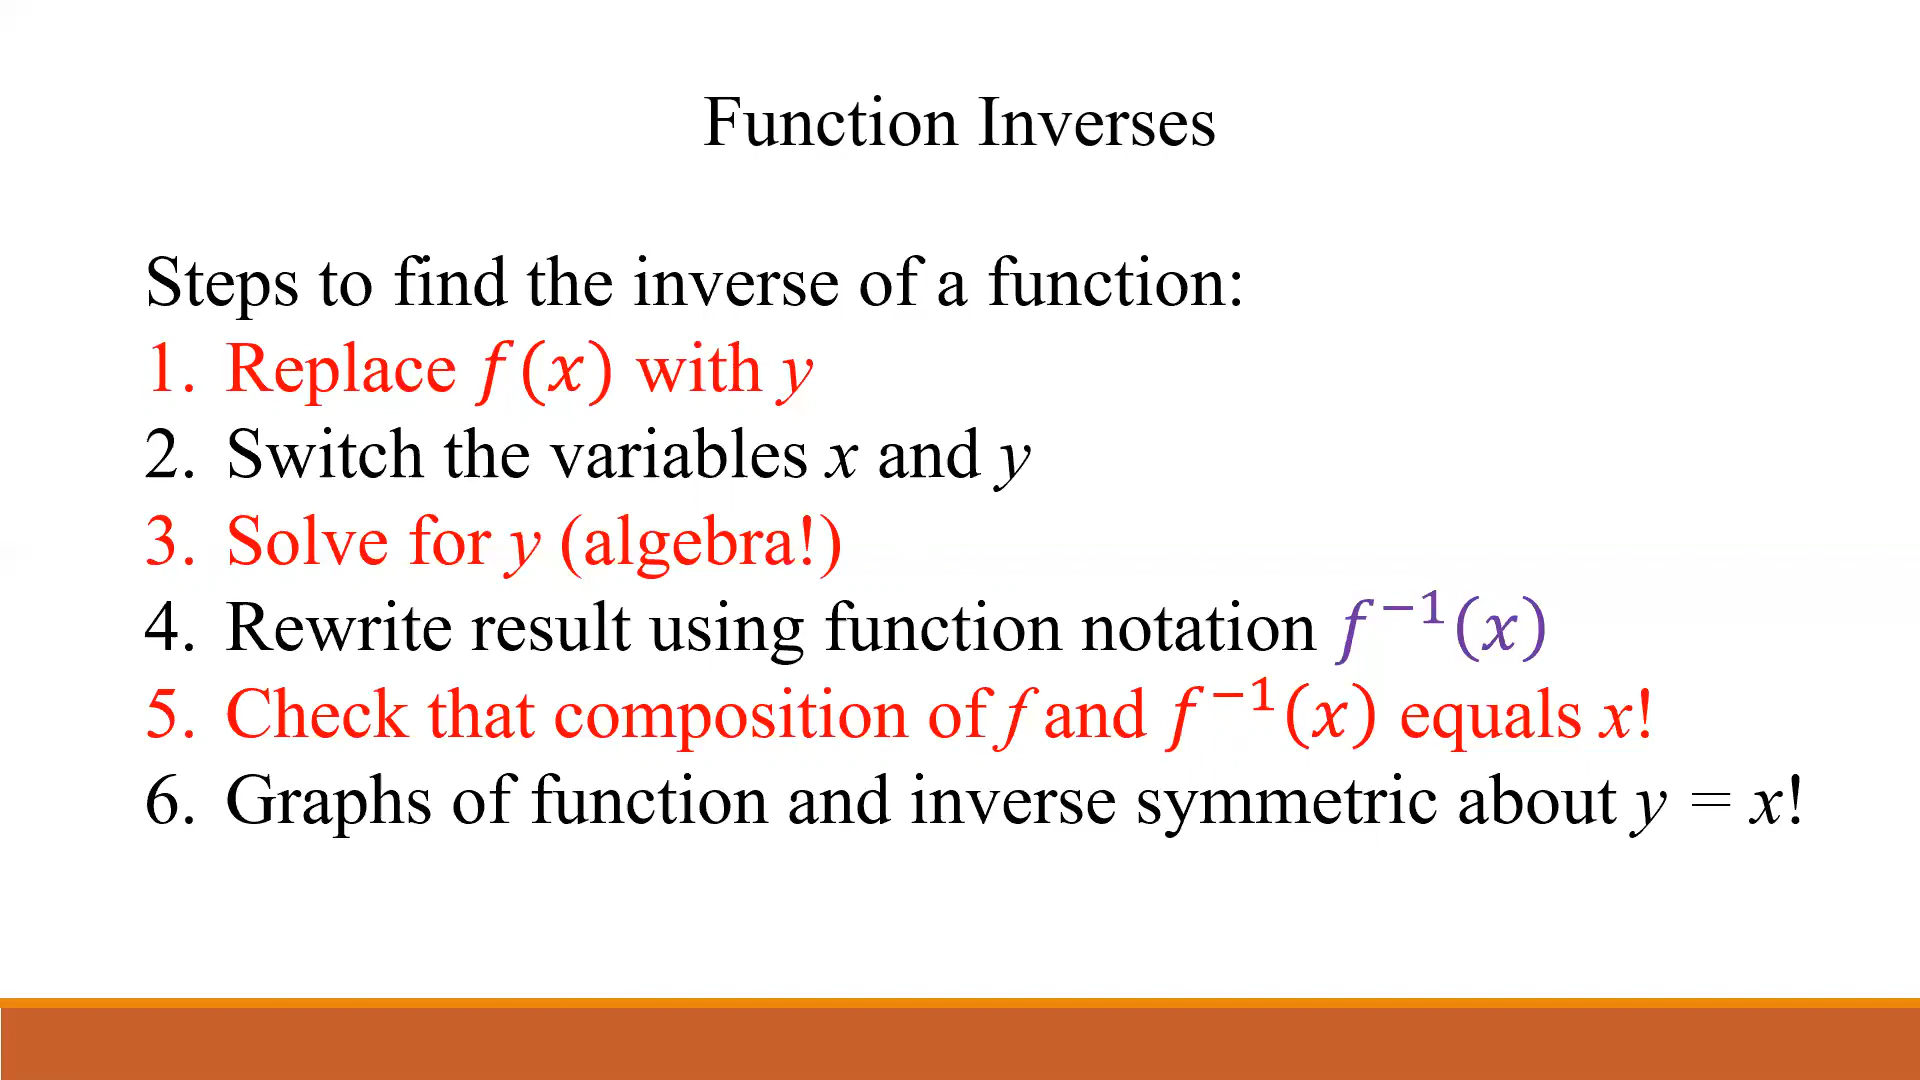 Function Inverses
Steps to find the inverse of a function:
1. Replace f(x) with y
2. Switch the variables x and y
3. Solve for y (algebra!)
4. Rewrite result using function notation f⁻¹(x)
5. Check that composition of f and f⁻¹(x) equals x!
6. Graphs of function and inverse symmetric about y = x!